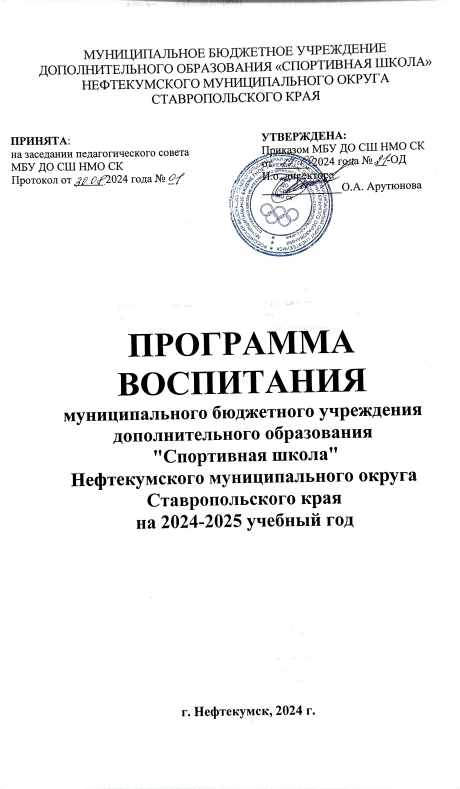 МУНИЦИПАЛЬНОЕ БЮДЖЕТНОЕ УЧРЕЖДЕНИЕ
ДОПОЛНИТЕЛЬНОГО ОБРАЗОВАНИЯ «СПОРТИВНАЯ ШКОЛА»
НЕФТЕКУМСКОГО МУНИЦИПАЛЬНОГО ОКРУГА
СТАВРОПОЛЬСКОГО КРАЯ
ПРИНЯТА:
на заседании педагогического совета
МБУ ДО СШ НМО СК
Протокол от 30.08 2024 года № 01
УТВЕРЖДЕНА:
Приказом МБУ ДО СШ НМО СК
от 2024 года № -ОД
И.о. директора
О.А. Арутюнова
ПРОГРАММА
ВОСПИТАНИЯ
муниципального бюджетного учреждения
дополнительного образования
"Спортивная школа"
Нефтекумского муниципального округа
Ставропольского края
на 2024-2025 учебный год
г. Нефтекумск, 2024 г.